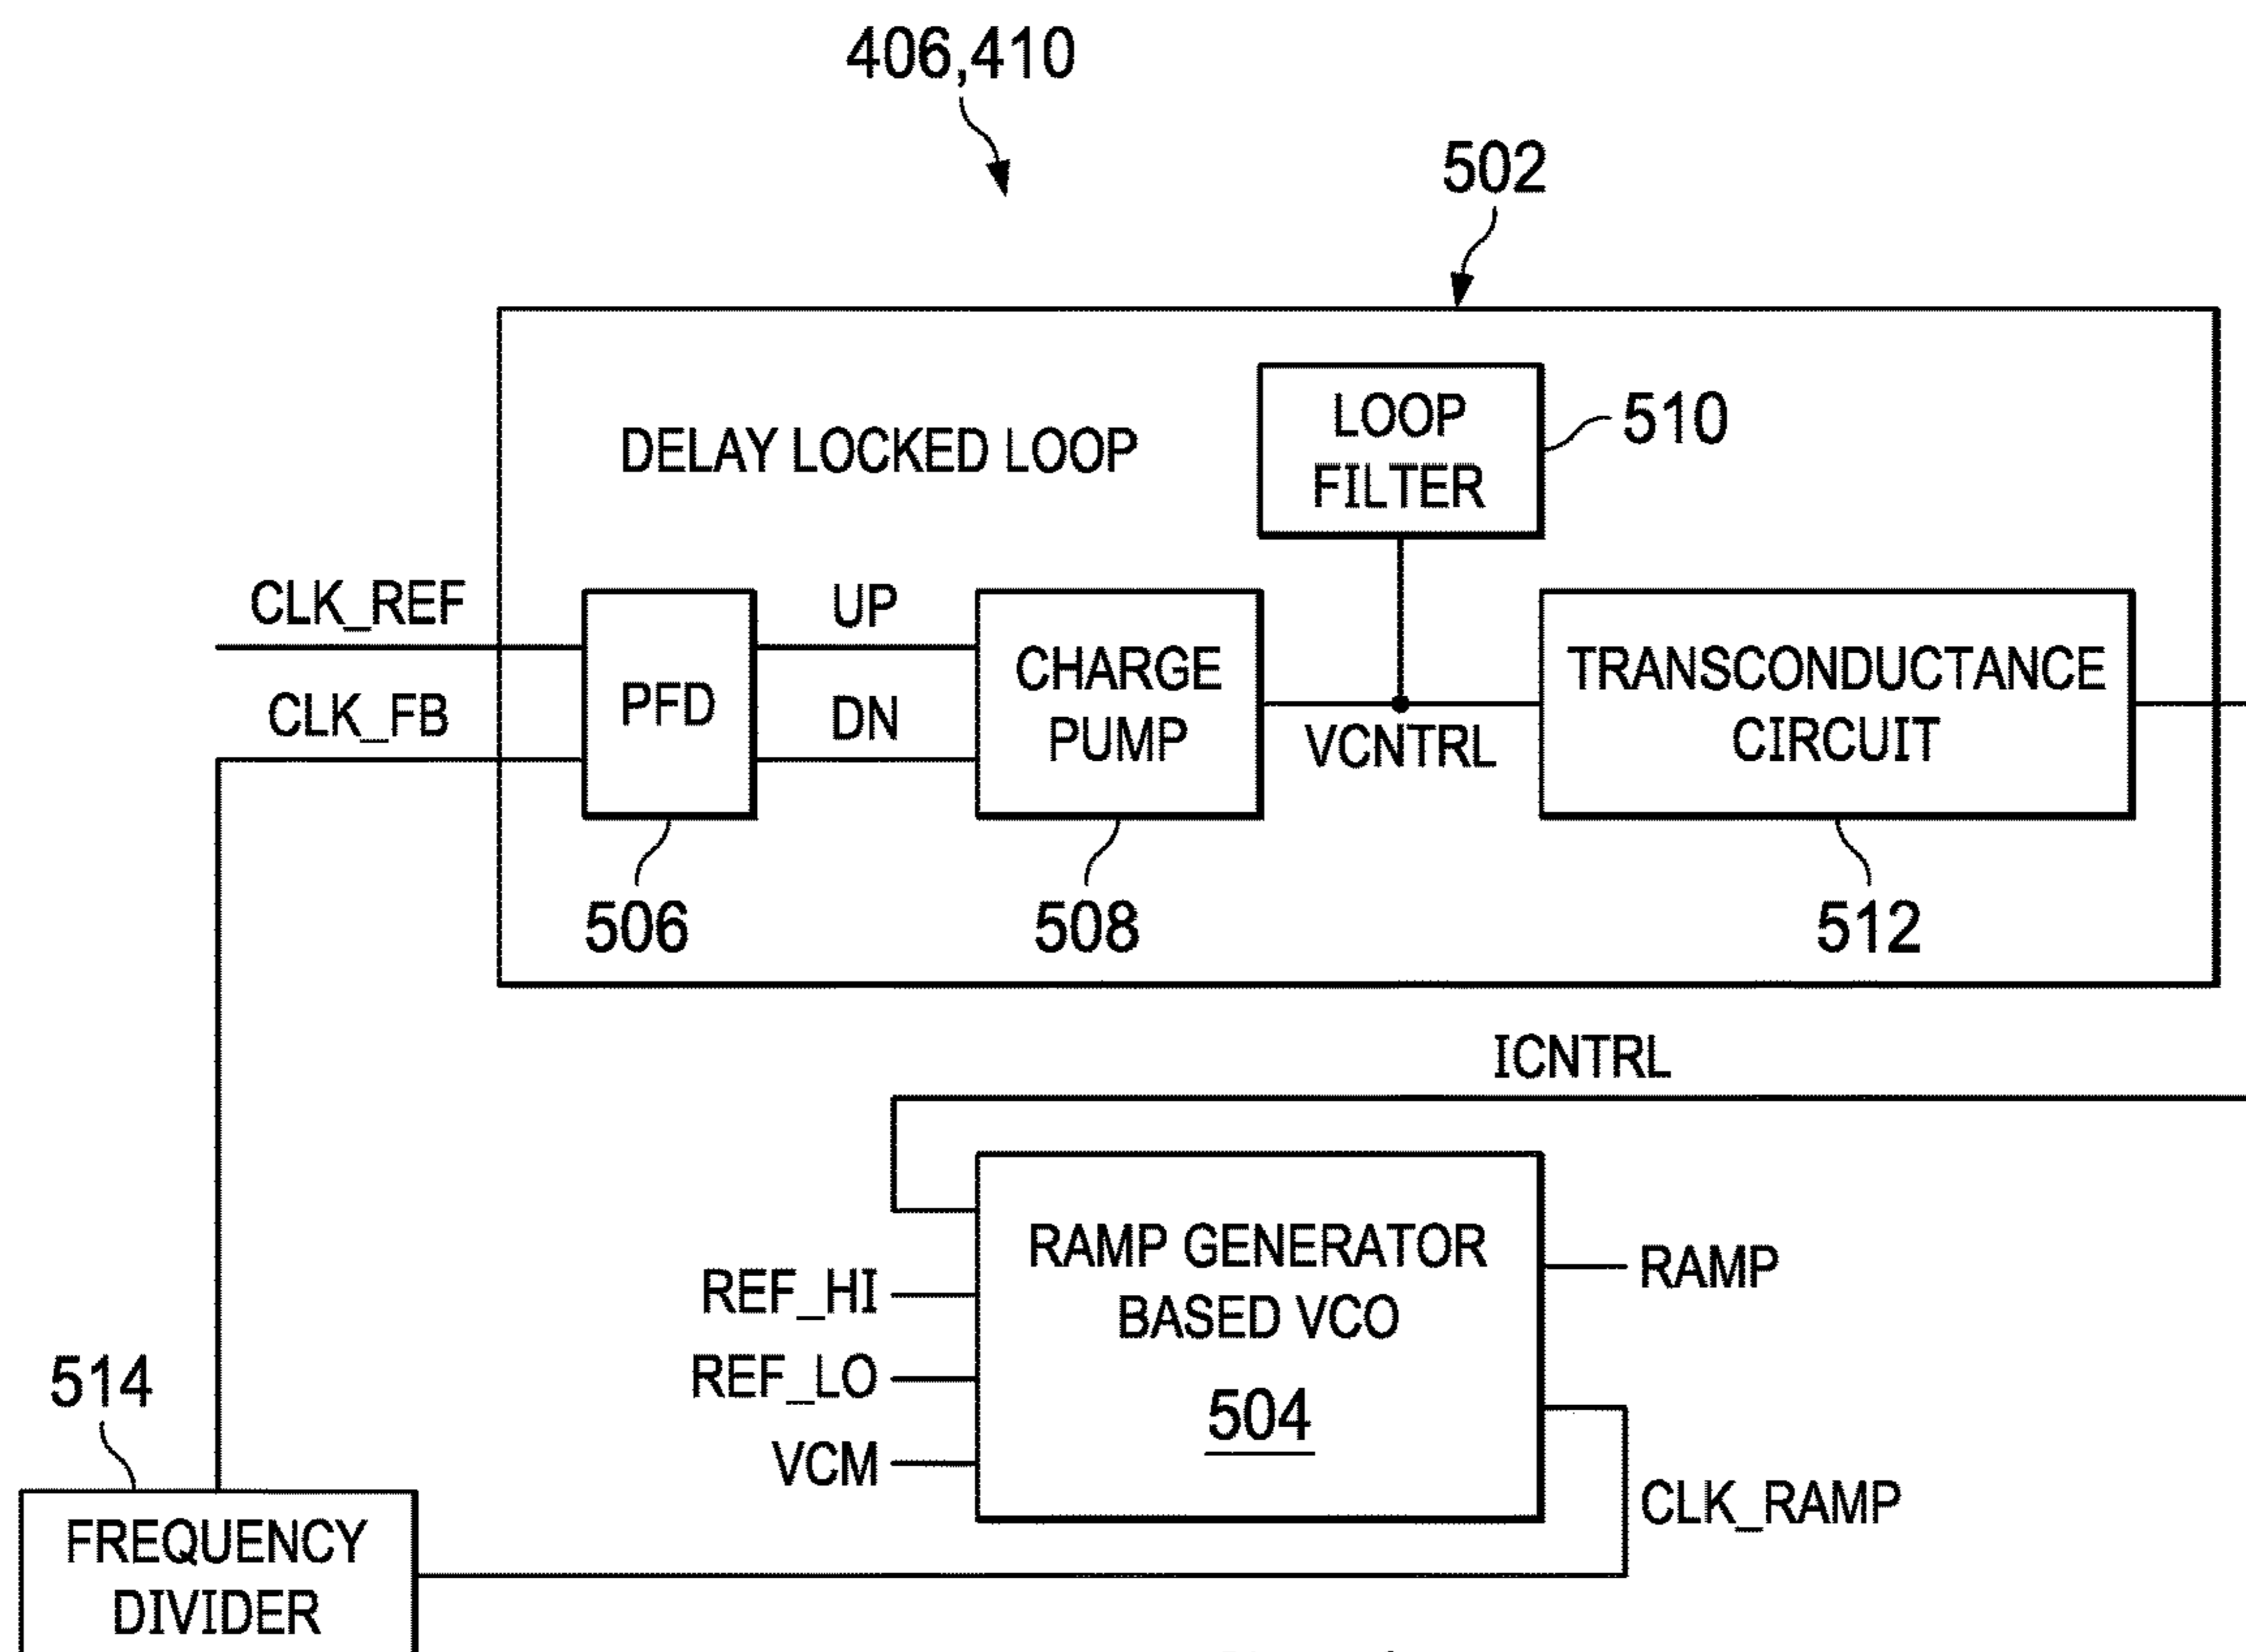 406,410
502
LOOP
FILTER
510
DELAY LOCKED LOOP
CLK_REF
UP
CLK_FB
PFD
DN
CHARGE
PUMP
VCNTRL
TRANSCONDUCTANCE
CIRCUIT
506
508
512
ICNTRL
RAMP GENERATOR
BASED VCO
504
REF_HI
REF_LO
VCM
RAMP
CLK_RAMP
514
FREQUENCY
DIVIDER